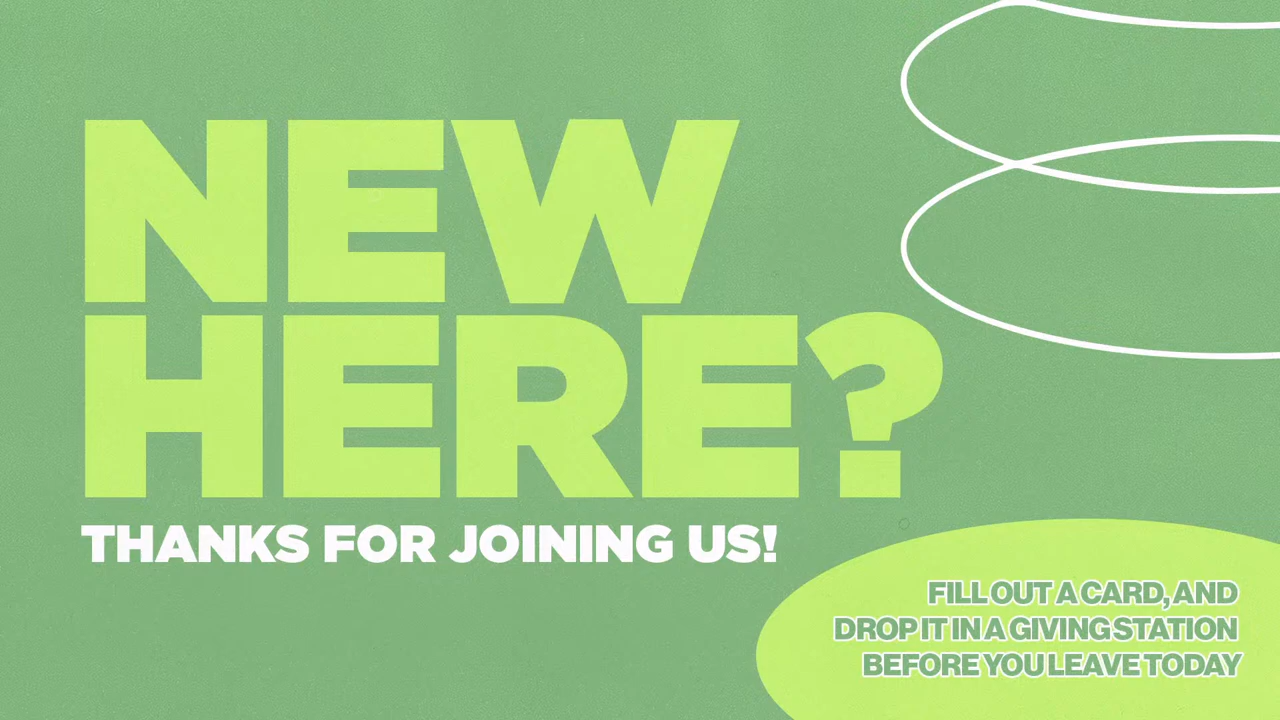 NEW
HERE?
THANKS FOR JOINING US!
FILL OUT A CARD, AND
DROP IT IN A GIVING STATION
BEFORE YOU LEAVE TODAY